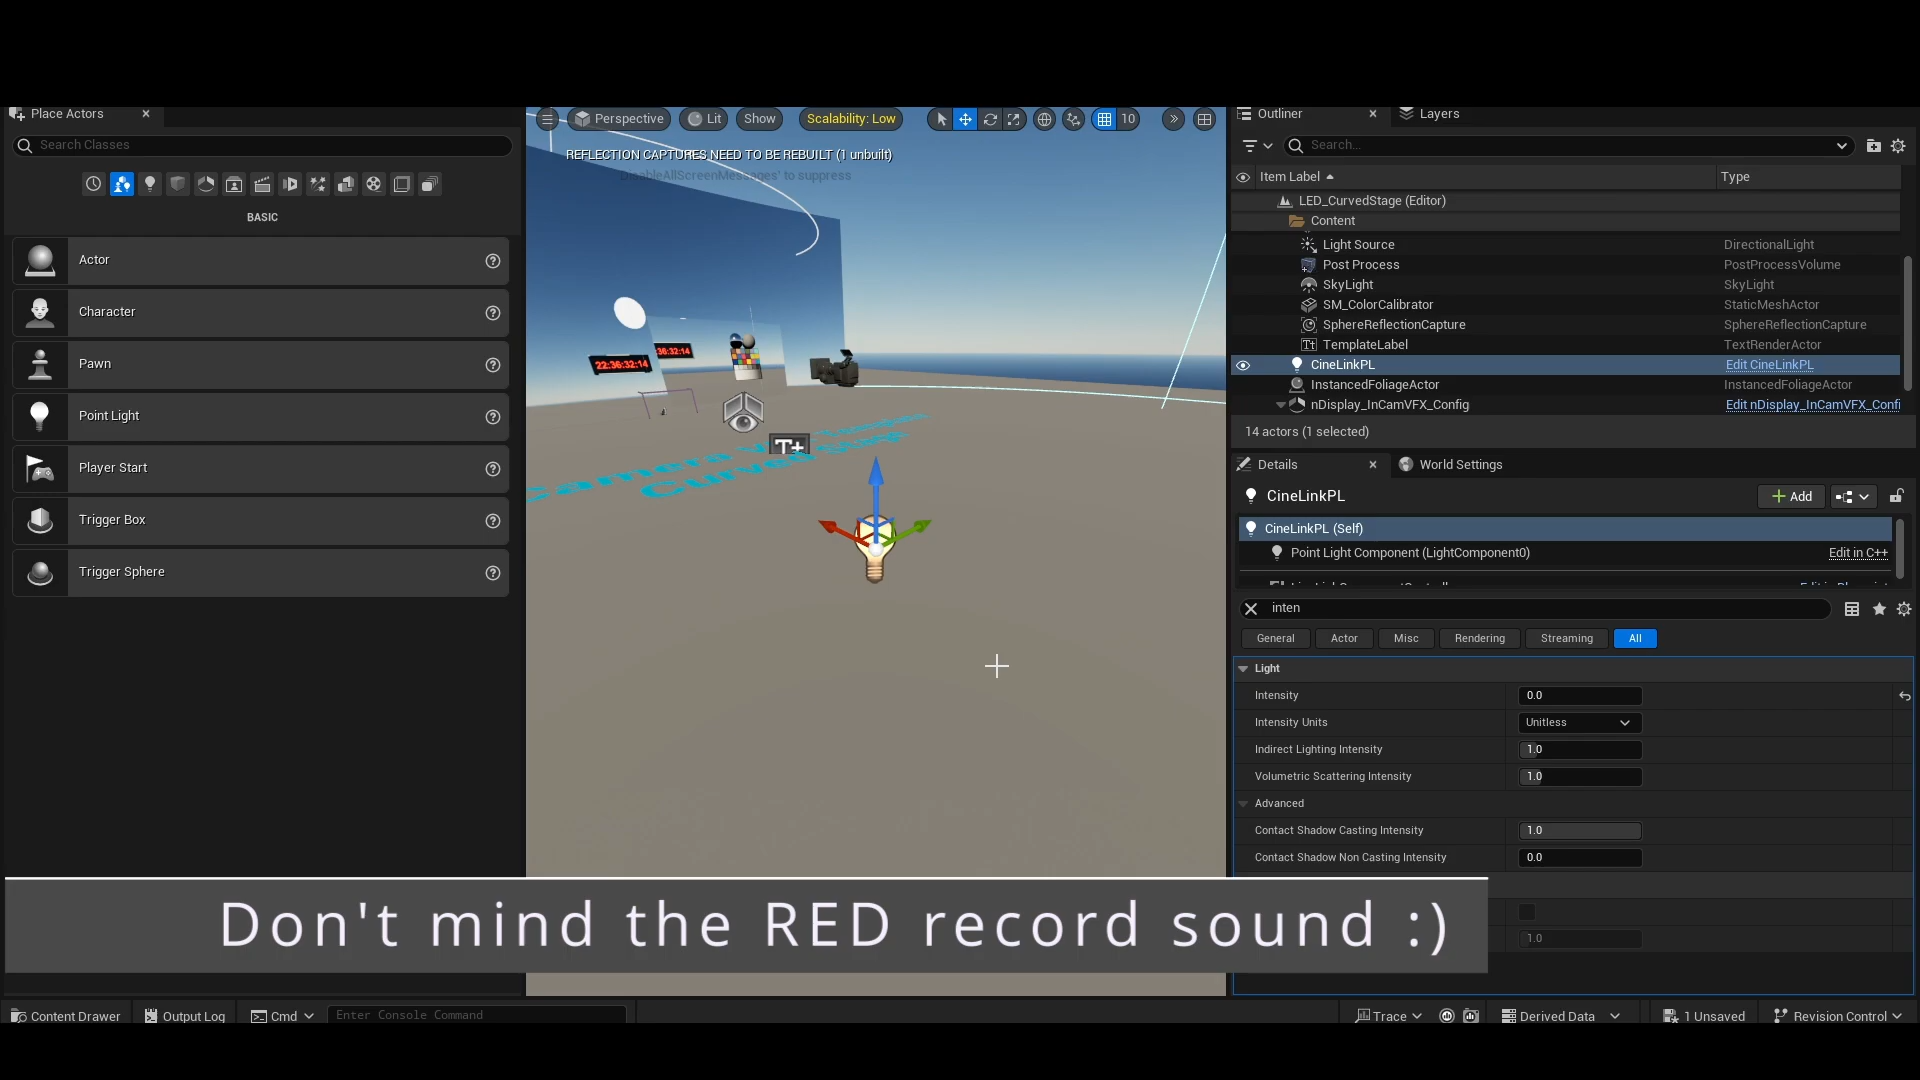 Place Actors
Search Classes
BASIC
Actor
Character
Pawn
Point Light
Player Start
Trigger Box
Trigger Sphere
Perspective
Lit
Show
Scalability: Low
10
REFLECTION CAPTURES NEED TO BE REBUILT (1 unbuilt)
'DisableAllScreenMessages' to suppress
22:36:32:14
36:32:14
T+
Curved
Outliner
Layers
Search...
Item Label
Type
LED_CurvedStage (Editor)
Content
Light Source DirectionalLight
Post Process PostProcessVolume
SkyLight SkyLight
SM_ColorCalibrator StaticMeshActor
SphereReflectionCapture SphereReflectionCapture
TemplateLabel TextRenderActor
CineLinkPL Edit CineLinkPL
InstancedFoliageActor InstancedFoliageActor
nDisplay_InCamVFX_Config Edit nDisplay_InCamVFX_Confi
14 actors (1 selected)
Details
World Settings
CineLinkPL
Add
CineLinkPL (Self)
Point Light Component (LightComponent0) Edit in C++
inten
General
Actor
Misc
Rendering
Streaming
All
Light
Intensity 0.0
Intensity Units Unitless
Indirect Lighting Intensity 1.0
Volumetric Scattering Intensity 1.0
Advanced
Contact Shadow Casting Intensity 1.0
Contact Shadow Non Casting Intensity 0.0
1.0
Don't mind the RED record sound :)
Content Drawer
Output Log
Cmd
Enter Console Command
Trace
Derived Data
1 Unsaved
Revision Control